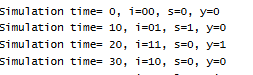 Simulation time= 0, i=00, s=0, y=0
Simulation time= 10, i=01, s=1, y=0
Simulation time= 20, i=11, s=0, y=1
Simulation time= 30, i=10, s=0, y=0